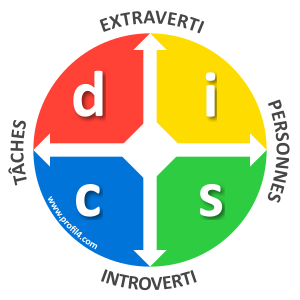 EXTRAVERTI
TÂCHES
d
i
PERSONNES
c
s
www.profil4.com
INTROVERTI